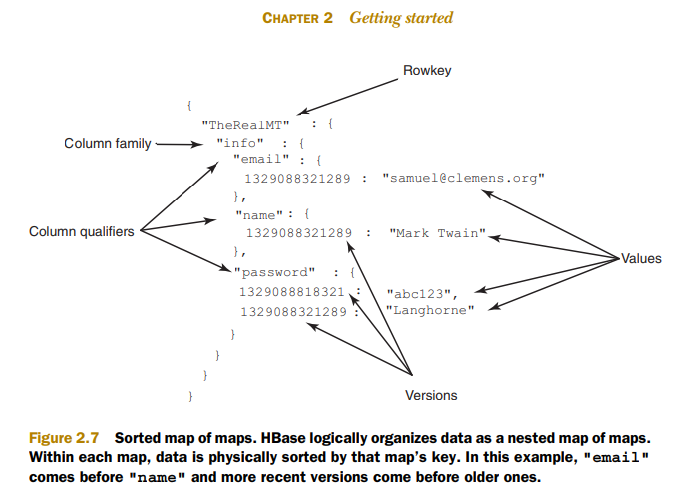 CHAPTER 2 Getting started
Rowkey
{
"TheRealMT" : {
Column family
"info" : {
"email" : {
1329088321289 : "samuel@clemens.org"
},
"name" : {
Column qualifiers
1329088321289 : "Mark Twain"
},
Values
"password" : {
1329088818321 : "abc123",
1329088321289 : "Langhorne"
}
}
}
}
Versions
Figure 2.7 Sorted map of maps. HBase logically organizes data as a nested map of maps.
Within each map, data is physically sorted by that map's key. In this example, "email"
comes before "name" and more recent versions come before older ones.